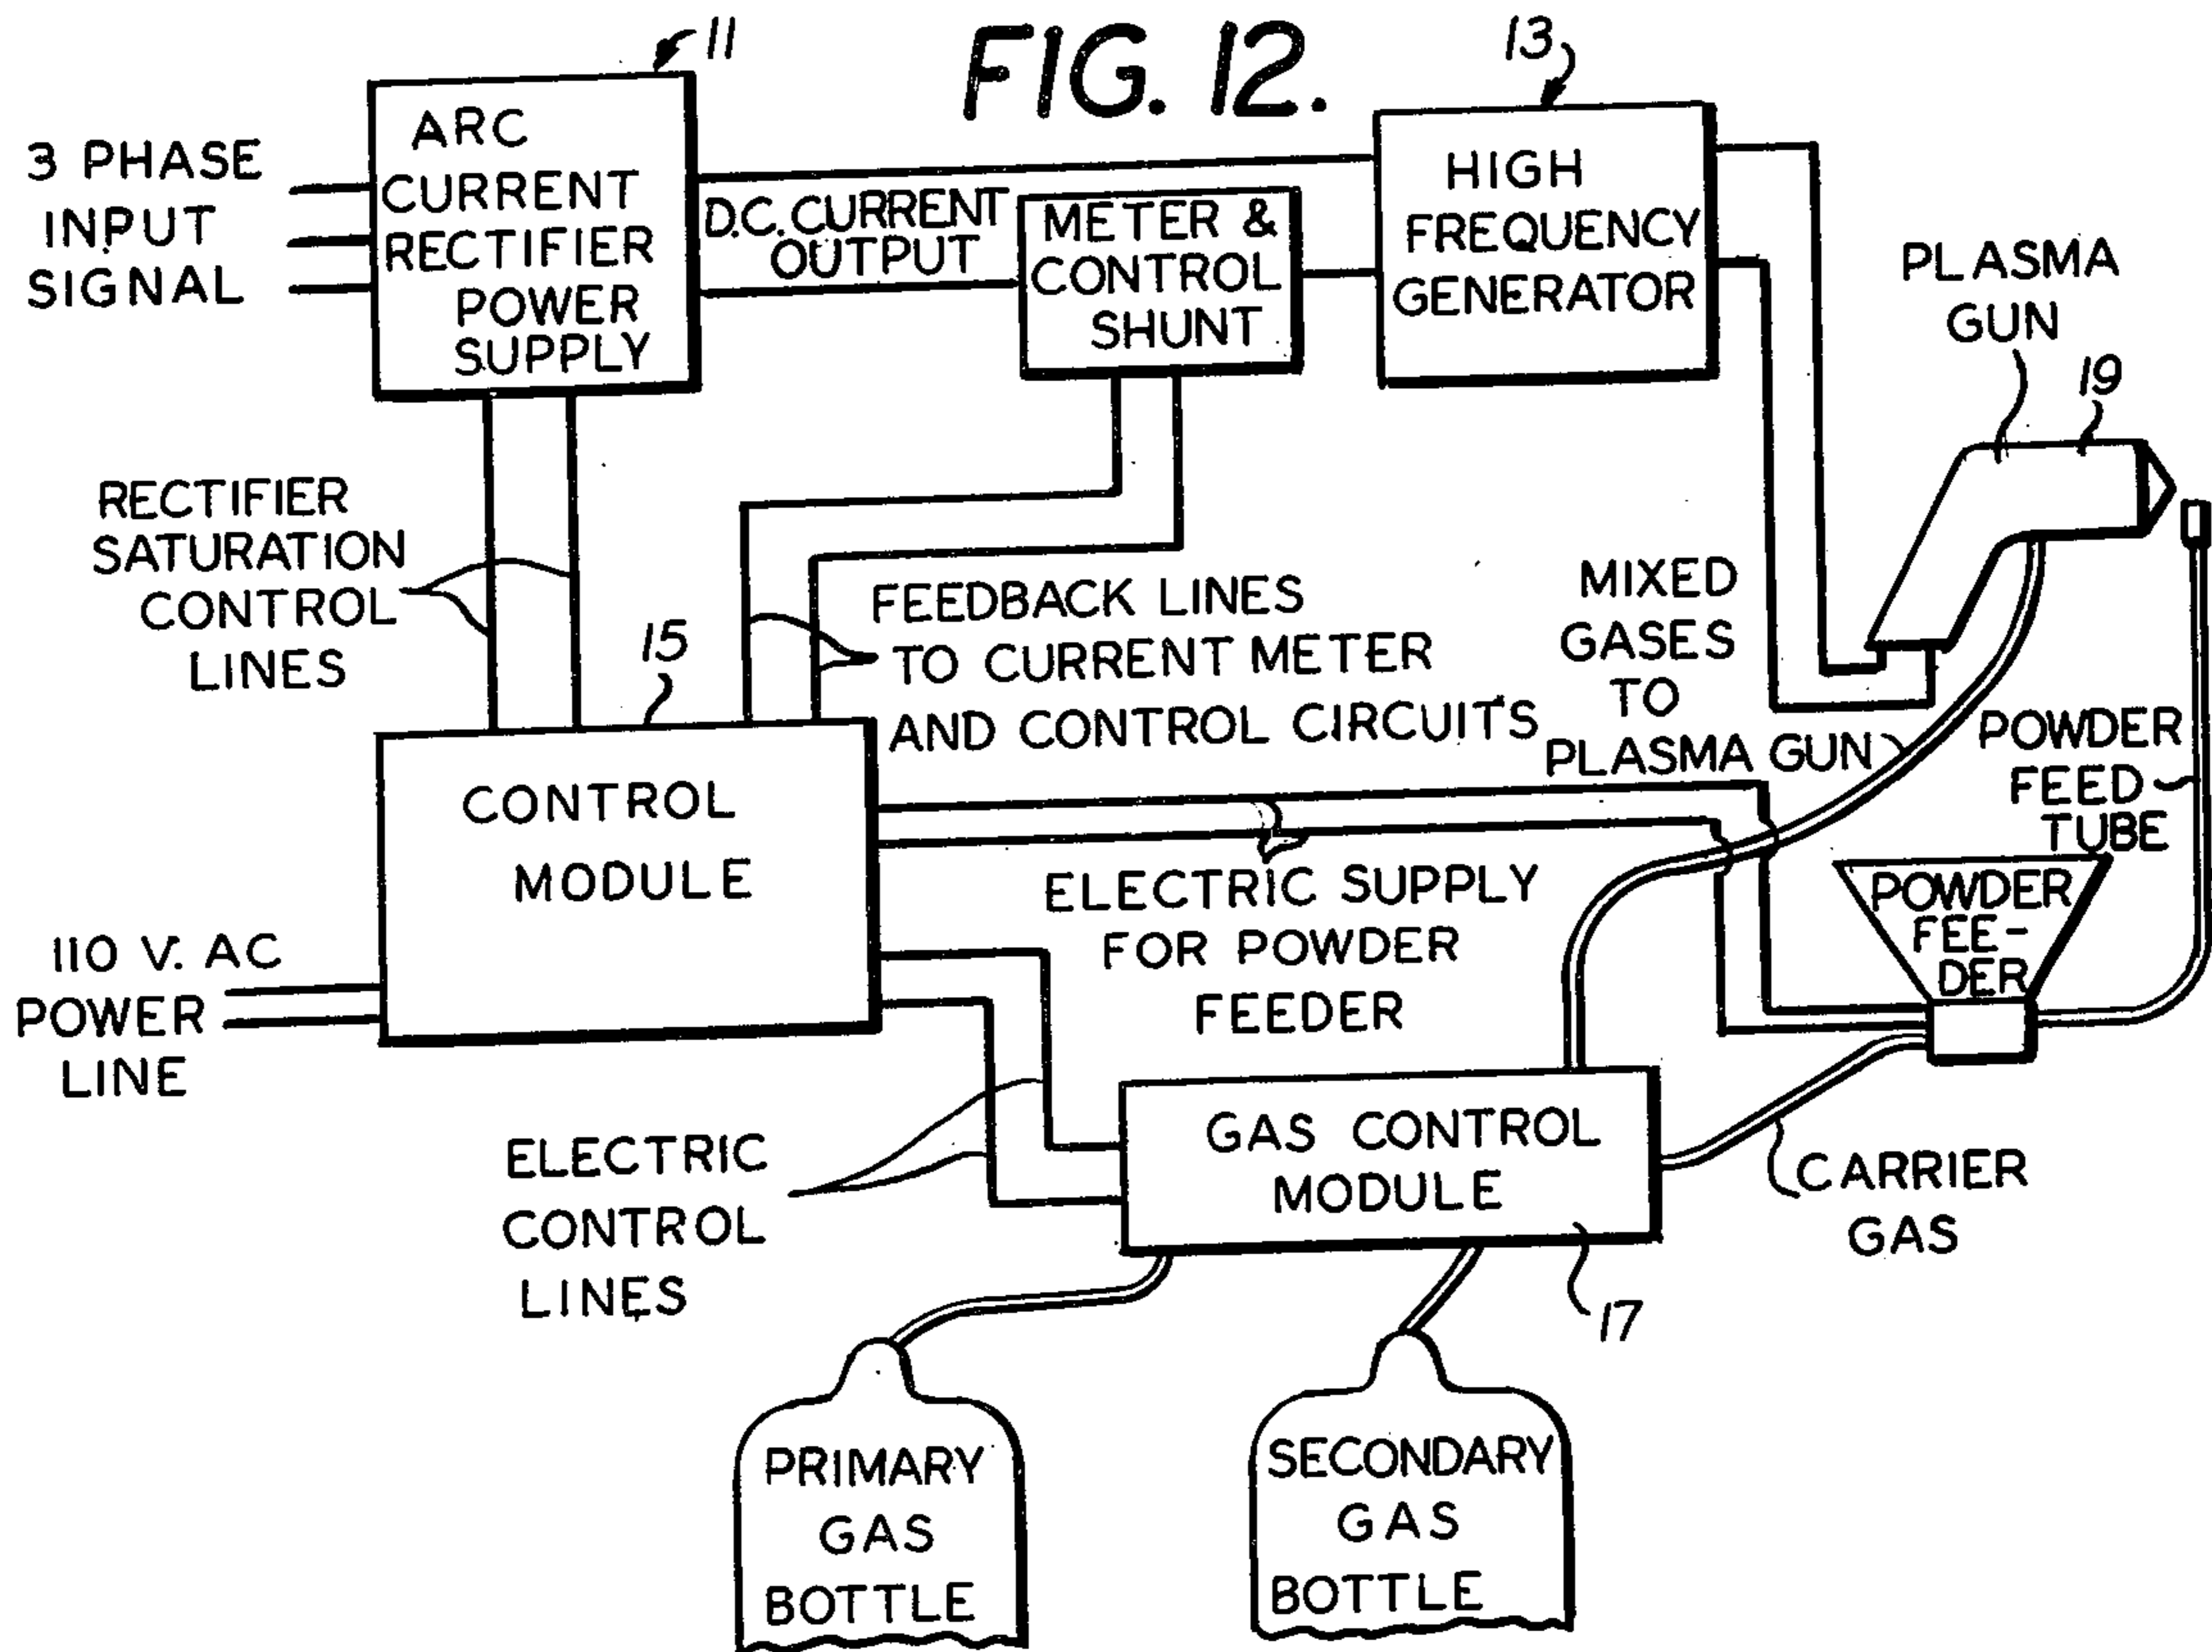 FIG. 12.
11
13
3 PHASE
INPUT
SIGNAL
ARC
CURRENT
RECTIFIER
POWER
SUPPLY
D.C. CURRENT
OUTPUT
METER &
CONTROL
SHUNT
HIGH
FREQUENCY
GENERATOR
PLASMA
GUN
19
RECTIFIER
SATURATION
CONTROL
LINES
15
FEEDBACK LINES
TO CURRENT METER
AND CONTROL CIRCUITS
MIXED
GASES
TO
PLASMA GUN
POWDER
FEED
TUBE
CONTROL
MODULE
ELECTRIC SUPPLY
FOR POWDER
FEEDER
POWDER
FEE-
DER
110 V. AC
POWER
LINE
ELECTRIC
CONTROL
LINES
GAS CONTROL
MODULE
CARRIER
GAS
17
PRIMARY
GAS
BOTTLE
SECONDARY
GAS
BOTTLE